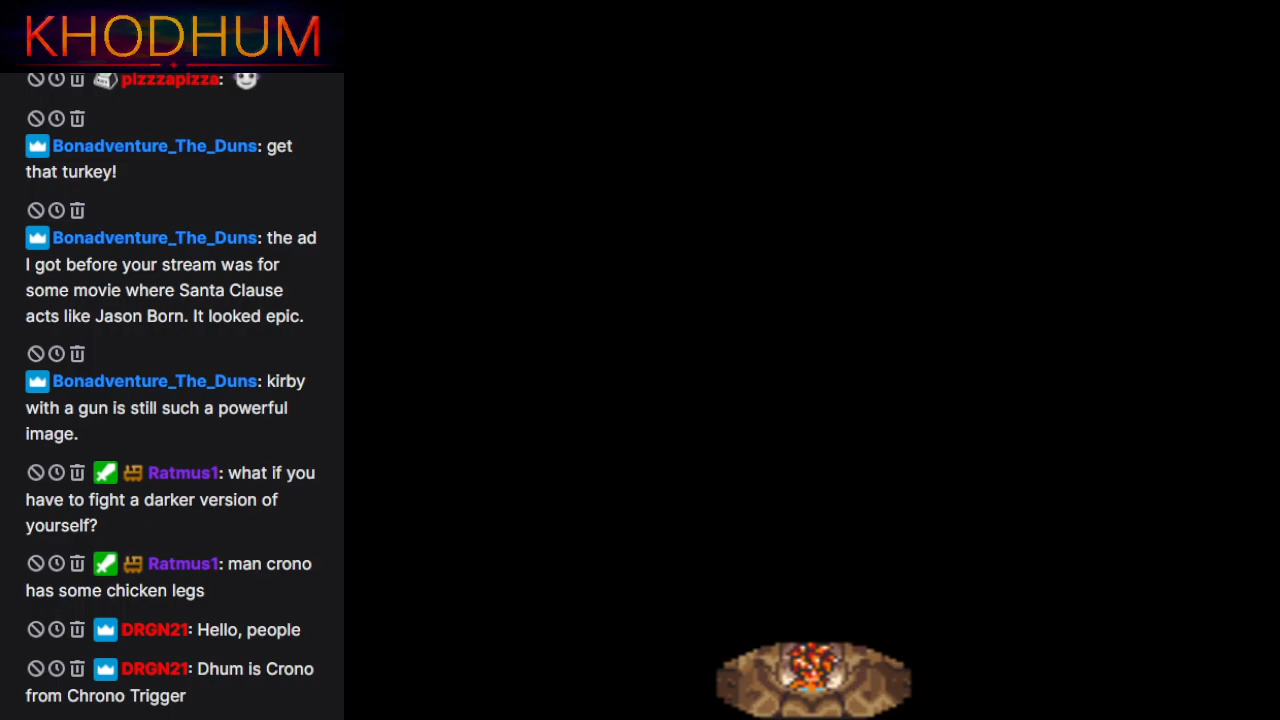 KHODHUM
pizzzapizza:
Bonadventure_The_Duns: get
that turkey!
Bonadventure_The_Duns: the ad
I got before your stream was for
some movie where Santa Clause
acts like Jason Born. It looked epic.
Bonadventure_The_Duns: kirby
with a gun is still such a powerful
image.
Ratmus1: what if you
have to fight a darker version of
yourself?
Ratmus1: man crono
has some chicken legs
DRGN21: Hello, people
DRGN21: Dhum is Crono
from Chrono Trigger